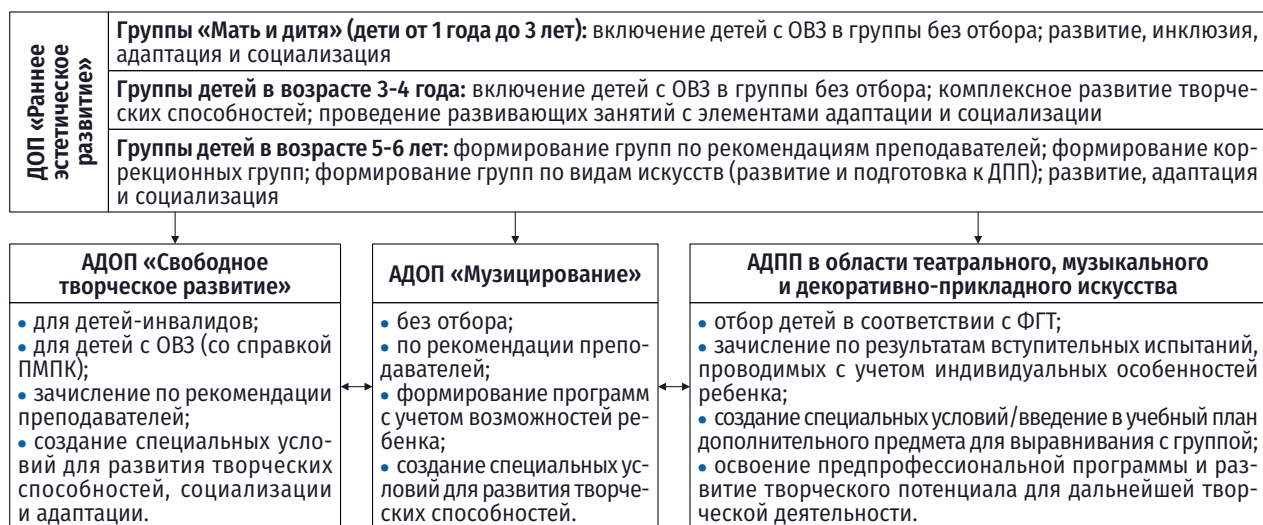 ДОП «Раннее
эстетическое
развитие»
Группы «Мать и дитя» (дети от 1 года до 3 лет): включение детей с ОВЗ в группы без отбора; развитие, инклюзия,
адаптация и социализация
Группы детей в возрасте 3-4 года: включение детей с ОВЗ в группы без отбора; комплексное развитие творче-
ских способностей; проведение развивающих занятий с элементами адаптации и социализации
Группы детей в возрасте 5-6 лет: формирование групп по рекомендациям преподавателей; формирование кор-
рекционных групп; формирование групп по видам искусств (развитие и подготовка к ДПП); развитие, адаптация
и социализация
АДОП «Свободное
творческое развитие»
• для детей-инвалидов;
• для детей с ОВЗ (со справкой
ПМПК);
• зачисление по рекомендации
преподавателей;
• создание специальных усло-
вий для развития творческих
способностей, социализации
и адаптации.
АДОП «Музицирование»
• без отбора;
• по рекомендации препо-
давателей;
• формирование программ
с учетом возможностей ре-
бенка;
• создание специальных ус-
ловий для развития творче-
ских способностей.
АДПП в области театрального, музыкального
и декоративно-прикладного искусства
• отбор детей в соответствии с ФГТ;
• зачисление по результатам вступительных испытаний,
проводимых с учетом индивидуальных особенностей
ребенка;
• создание специальных условий/введение в учебный план
дополнительного предмета для выравнивания с группой;
• освоение предпрофессиональной программы и раз-
витие творческого потенциала для дальнейшей твор-
ческой деятельности.